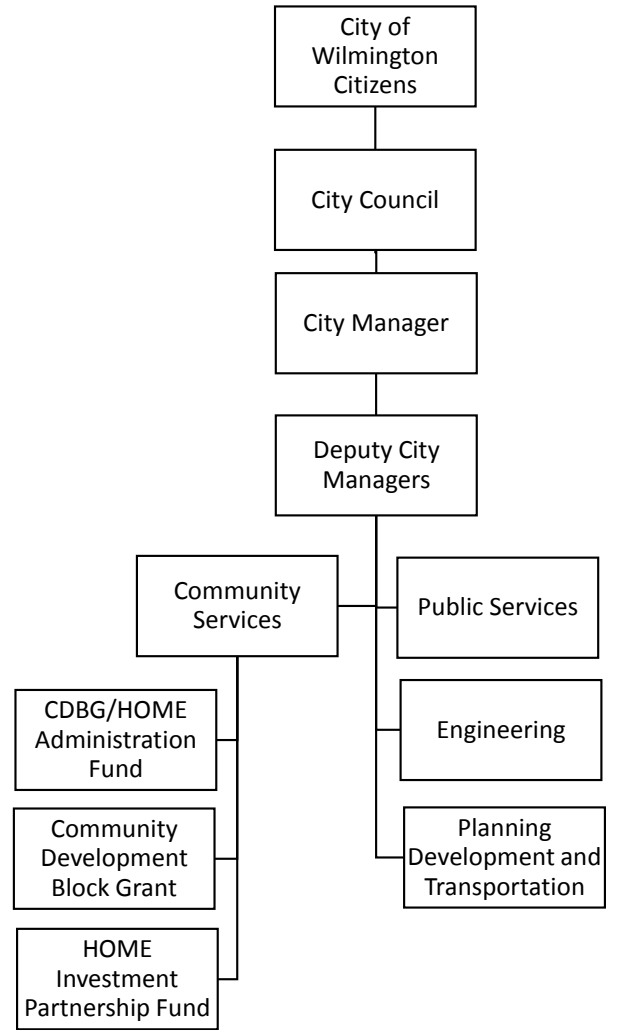 City of
Wilmington
Citizens
City Council
City Manager
Deputy City
Managers
Community
Services
Public Services
CDBG/HOME
Administration
Fund
Engineering
Community
Development
Block Grant
Planning
Development and
Transportation
HOME
Investment
Partnership Fund